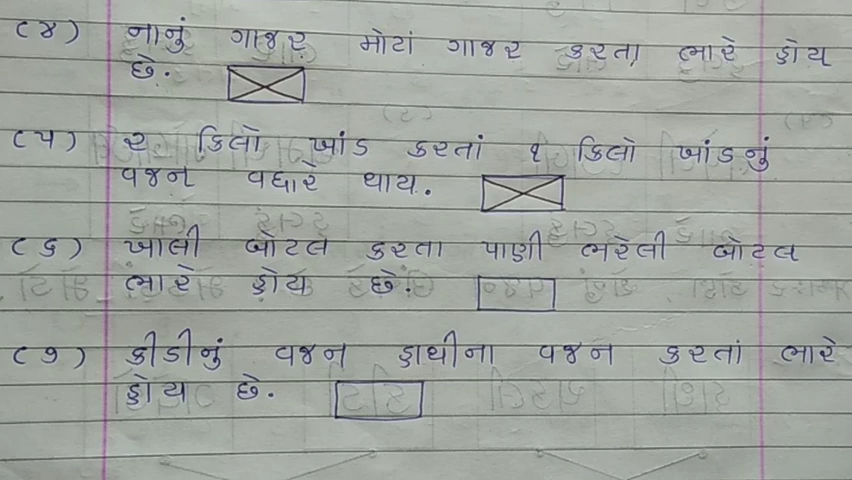 (૪) નાનું ગાજર મોટાં ગાજર કરતા ભારે હોય
છે.
(૫) ૨ કિલો ખાંડ કરતાં ૧ કિલો ખાંડનું
વજન વધારે થાય.
(૬) ખાલી બોટલ કરતા પાણી ભરેલી બોટલ
ભારે હોય છે.
(૭) કીડીનું વજન હાથીના વજન કરતાં ભારે
હોય છે.